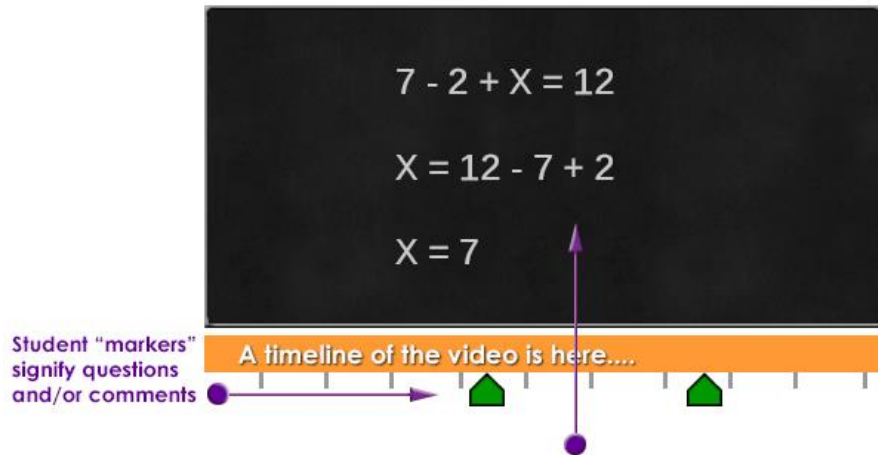 7 - 2 + X = 12
X = 12 - 7 + 2
X = 7
A timeline of the video is here....
Student “markers”
signify questions
and/or comments